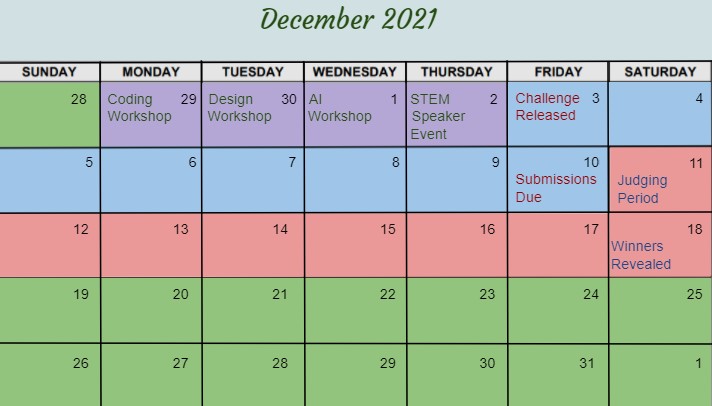 December 2021
SUNDAY MONDAY TUESDAY WEDNESDAY THURSDAY FRIDAY SATURDAY
28
Coding 29
Workshop
Design 30
Workshop
AI 1
Workshop
STEM 2
Speaker
Event
Challenge 3
Released
4
5 6 7 8 9
10
Submissions
Due
11
Judging
Period
12 13 14 15 16 17
18
Winners
Revealed
19 20 21 22 23 24 25
26 27 28 29 30 31 1